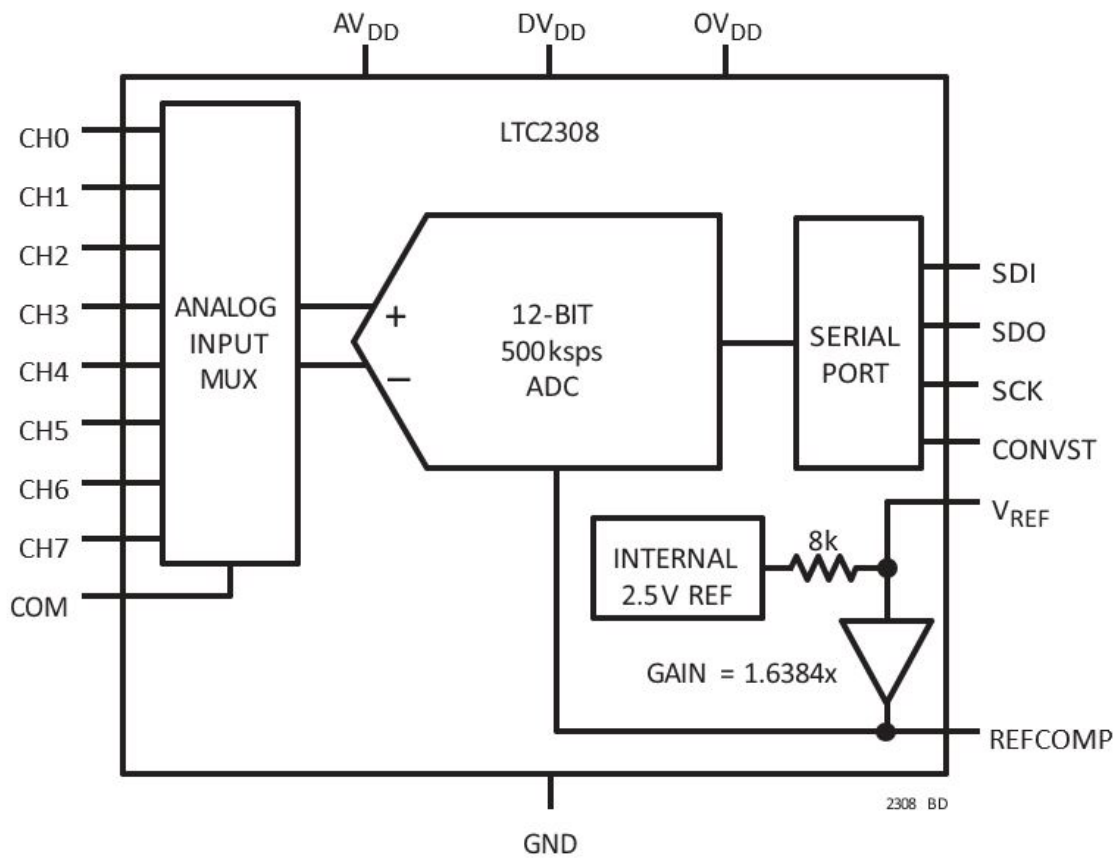 AVDD
DVDD
OVDD
LTC2308
CH0
CH1
CH2
CH3
CH4
CH5
CH6
CH7
COM
ANALOG
INPUT
MUX
+
−
12-BIT
500ksps
ADC
SERIAL
PORT
SDI
SDO
SCK
CONVST
VREF
8k
INTERNAL
2.5V REF
GAIN = 1.6384x
REFCOMP
2308 BD
GND